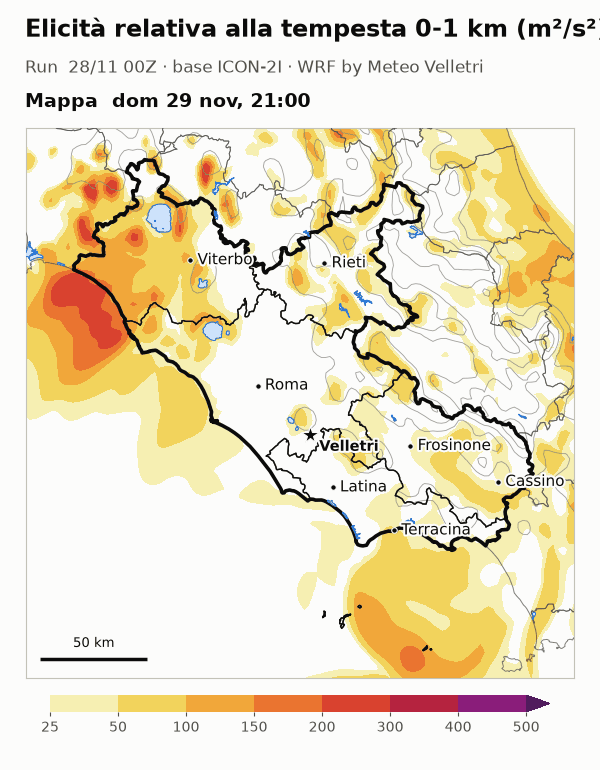 Elicità relativa alla tempesta 0-1 km (m²/s²)
Run 28/11 00Z · base ICON-2I · WRF by Meteo Velletri
Mappa dom 29 nov, 21:00
Viterbo
Rieti
Roma
Velletri
Frosinone
Cassino
Latina
Terracina
50 km
25 50 100 150 200 300 400 500